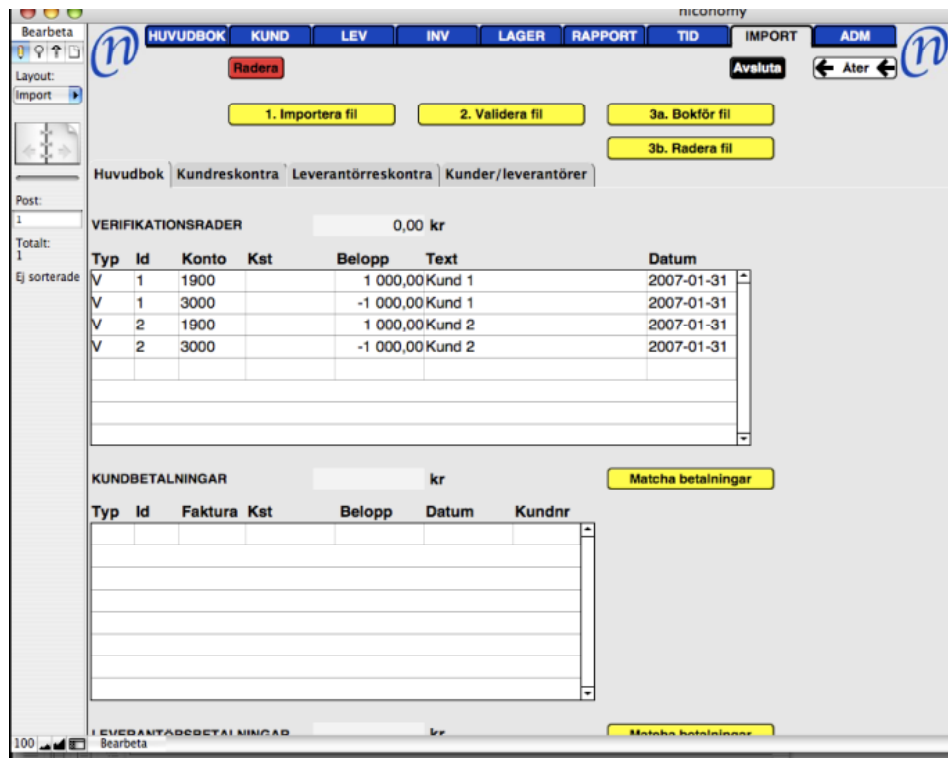 niconomy
Bearbeta
n HUVUDBOK KUND LEV INV LAGER RAPPORT TID IMPORT ADM n
Layout:
Import
Radera Avsluta Åter
1. Importera fil 2. Validera fil 3a. Bokför fil
3b. Radera fil
Huvudbok Kundreskontra Leverantörreskontra Kunder/leverantörer
Post:
1
Totalt:
1
Ej sorterade
VERIFIKATIONSRADER 0,00 kr
Typ Id Konto Kst Belopp Text Datum
V 1 1900 1 000,00 Kund 1 2007-01-31
V 1 3000 -1 000,00 Kund 1 2007-01-31
V 2 1900 1 000,00 Kund 2 2007-01-31
V 2 3000 -1 000,00 Kund 2 2007-01-31
KUNDBETALNINGAR kr Matcha betalningar
Typ Id Faktura Kst Belopp Datum Kundnr
LEVERANTÖRSBETALNINGAR kr Matcha betalningar
100 Bearbeta